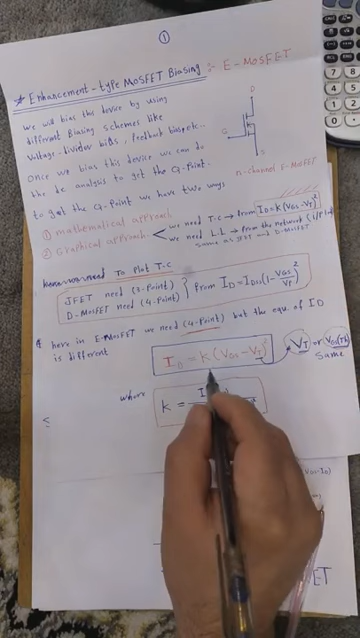 ①
* Enhancement-type MOSFET Biasing :- E-MOSFET
we will bias this device by using
different Biasing schemes like
Voltage-divider bias, feedback bias, etc..
once we bias this device we can do
the dc analysis to get the Q-Point.
D
G
S
n-channel E-MOSFET
to get the Q-Point we have two ways
① mathematical approach
② Graphical approach
we need T.C → from ID=K(VGS-VT)²
we need L.L → from the network (i/p loop)
same as JFET and D-MOSFET
To Plot T.C
JFET need (3-Point)
D-MOSFET need (4-Point)
from ID=IDSS(1-VGS/VP)²
here in E-MOSFET we need (4-Point) but the equ. of ID
is different
ID = K(VGS-VT)²
VT or VGS(Th)
same
where
K =